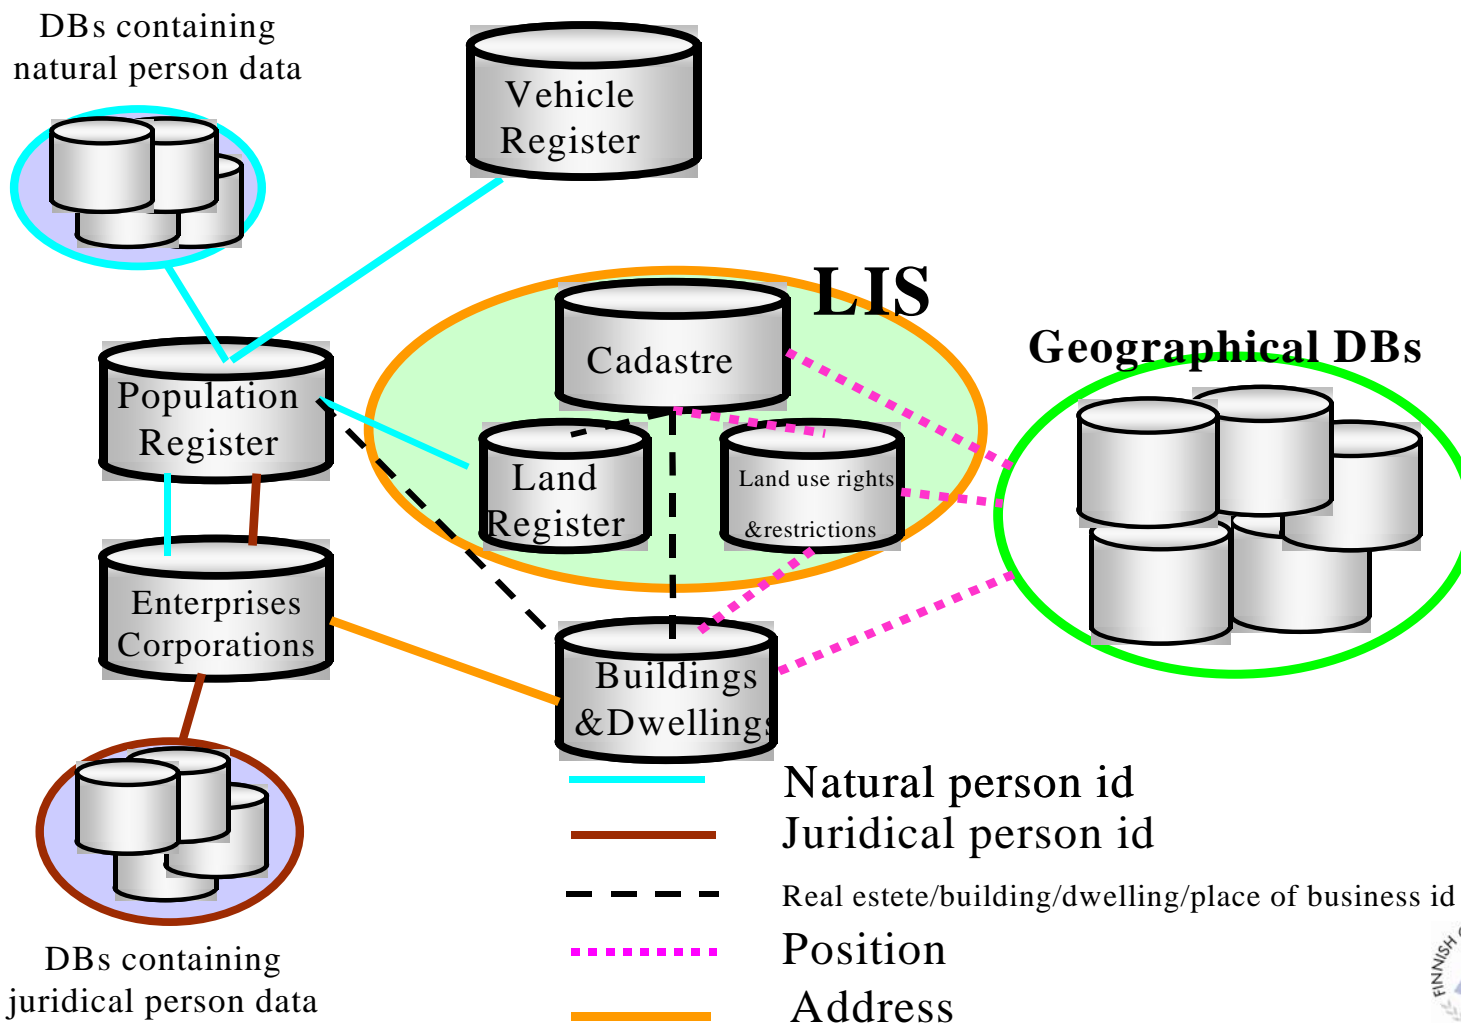 DBs containing
natural person data
Vehicle
Register
LIS
Cadastre
Geographical DBs
Population
Register
Land
Register
Land use rights
&restrictions
Enterprises
Corporations
Buildings
&Dwellings
DBs containing
juridical person data
Natural person id
Juridical person id
Real estete/building/dwelling/place of business id
Position
Address
FINNISH